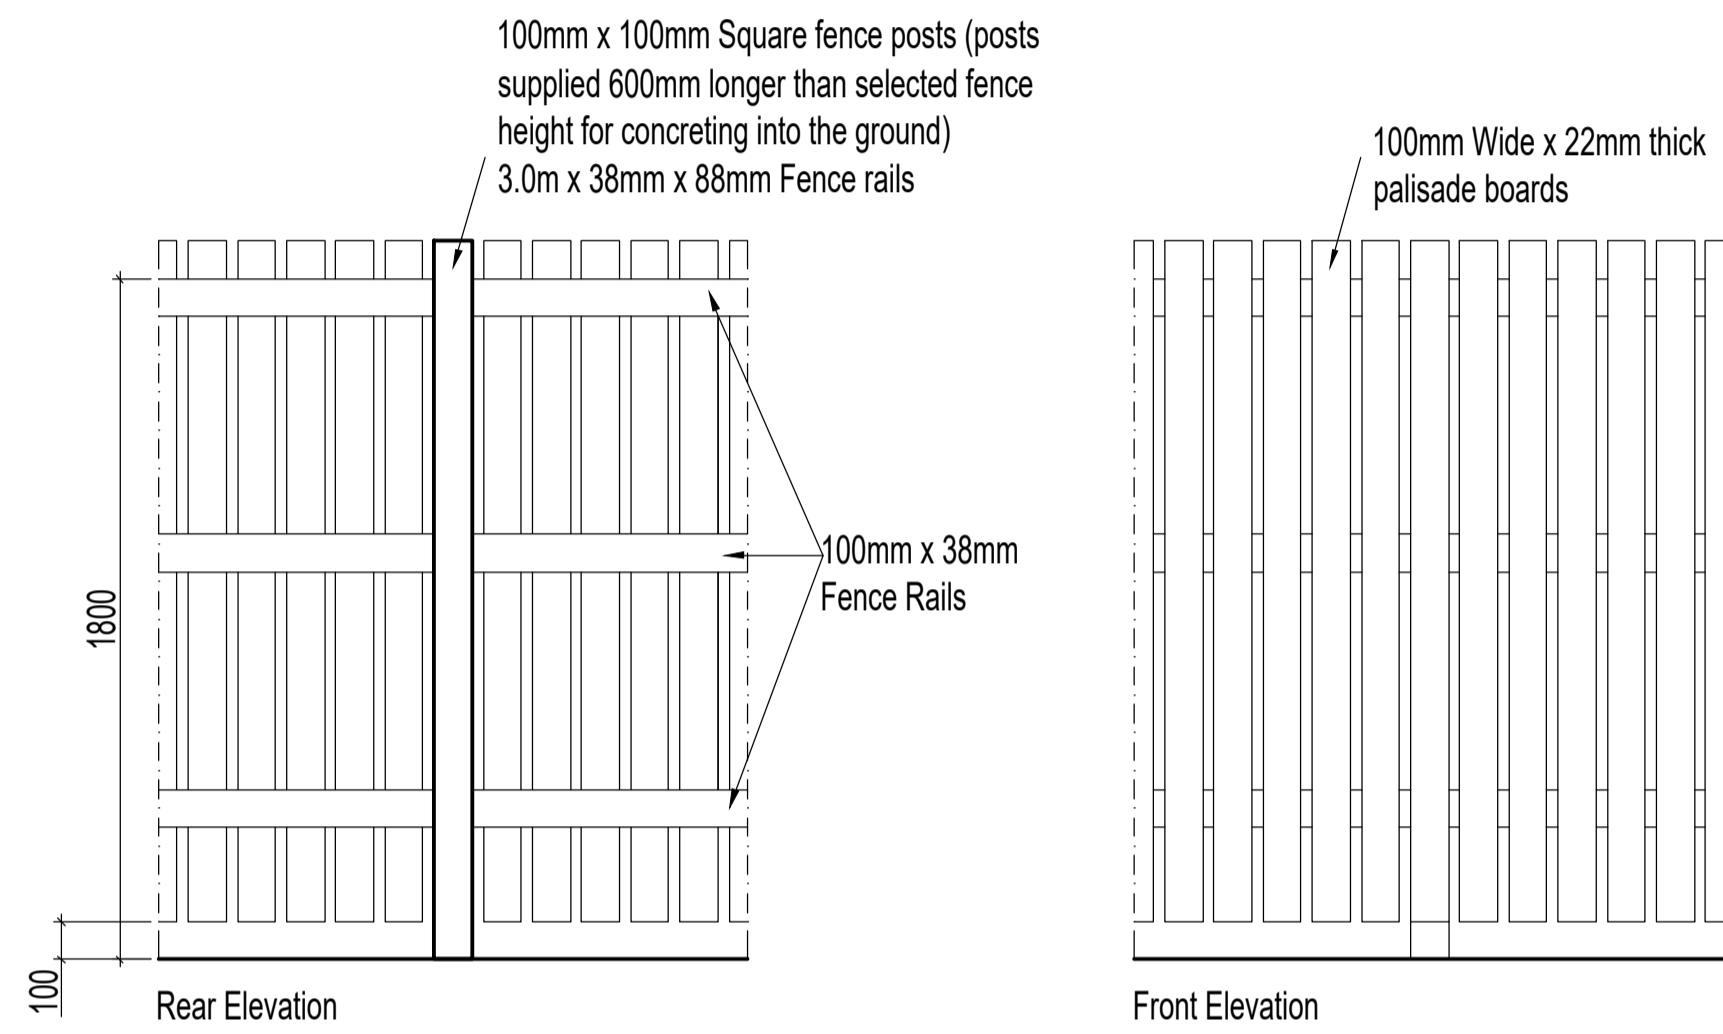 100mm x 100mm Square fence posts (posts
supplied 600mm longer than selected fence
height for concreting into the ground)
3.0m x 38mm x 88mm Fence rails
100mm Wide x 22mm thick
palisade boards
100mm x 38mm
Fence Rails
1800
100
Rear Elevation
Front Elevation